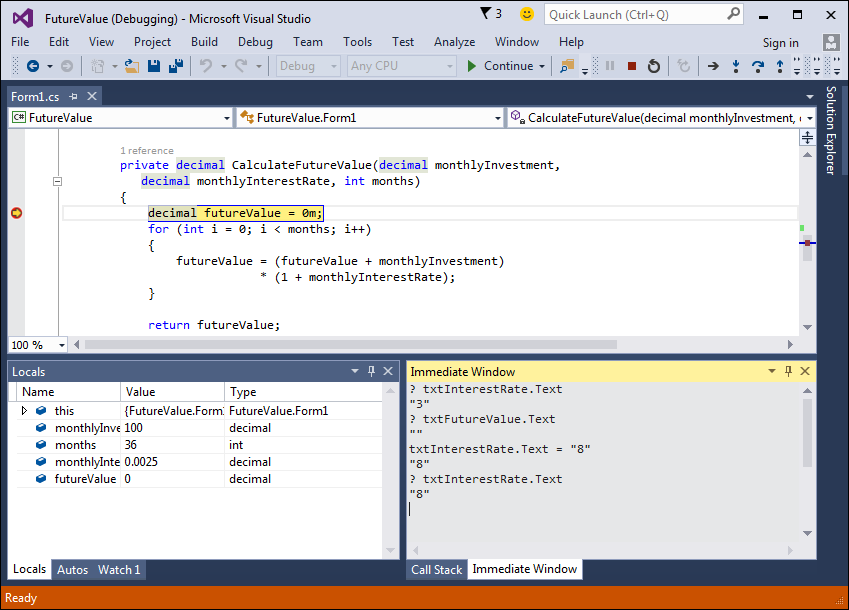 FutureValue (Debugging) - Microsoft Visual Studio
3
Quick Launch (Ctrl+Q)
File Edit View Project Build Debug Team Tools Test Analyze Window Help
Sign in
Debug Any CPU Continue
Form1.cs
Solution Explorer
C# FutureValue FutureValue.Form1 CalculateFutureValue(decimal monthlyInvestment,
1 reference
private decimal CalculateFutureValue(decimal monthlyInvestment,
decimal monthlyInterestRate, int months)
{
decimal futureValue = 0m;
for (int i = 0; i < months; i++)
{
futureValue = (futureValue + monthlyInvestment)
* (1 + monthlyInterestRate);
}
return futureValue;
100 %
Locals
Name Value Type
this {FutureValue.Form1 FutureValue.Form1
monthlyInve 100 decimal
months 36 int
monthlyInte 0.0025 decimal
futureValue 0 decimal
Locals Autos Watch 1
Immediate Window
? txtInterestRate.Text
"3"
? txtFutureValue.Text
""
txtInterestRate.Text = "8"
"8"
? txtInterestRate.Text
"8"
Call Stack Immediate Window
Ready